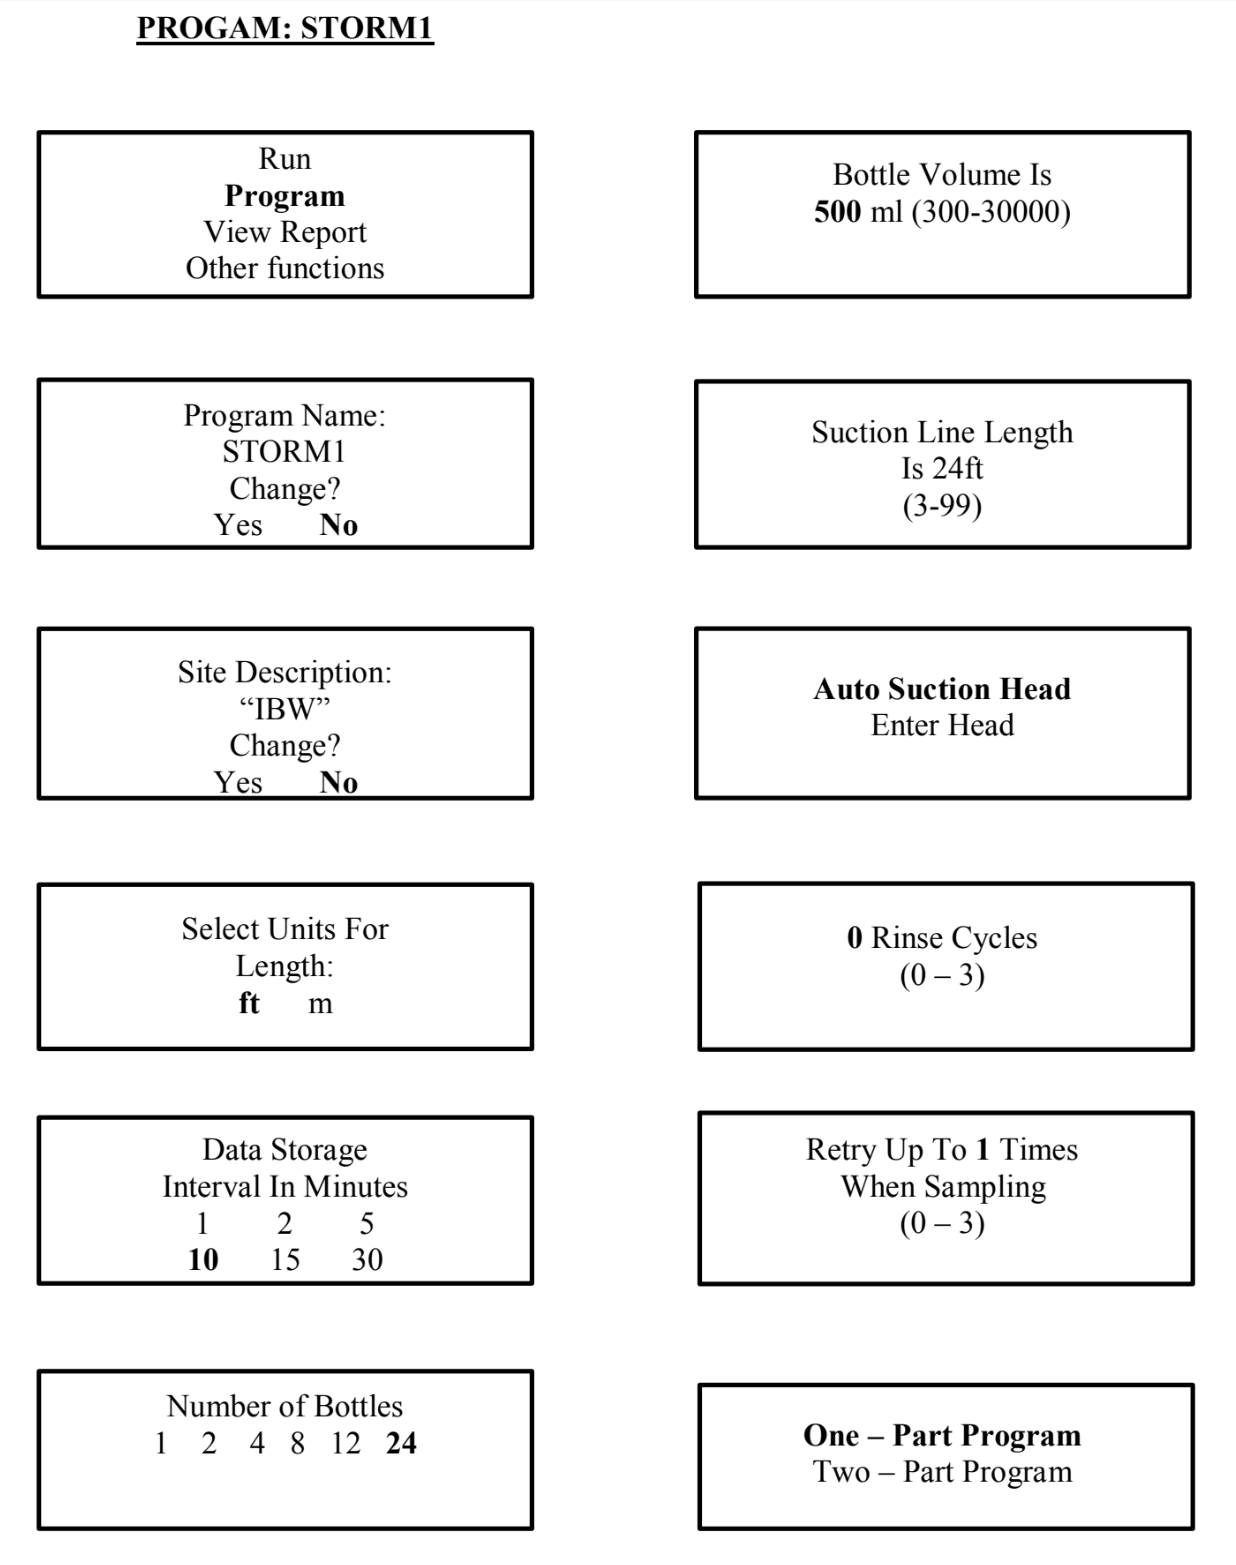 PROGAM: STORM1
Run
Program
View Report
Other functions
Program Name:
STORM1
Change?
Yes No
Site Description:
“IBW”
Change?
Yes No
Select Units For
Length:
ft m
Data Storage
Interval In Minutes
1 2 5
10 15 30
Number of Bottles
1 2 4 8 12 24
Bottle Volume Is
500 ml (300-30000)
Suction Line Length
Is 24ft
(3-99)
Auto Suction Head
Enter Head
0 Rinse Cycles
(0 – 3)
Retry Up To 1 Times
When Sampling
(0 – 3)
One – Part Program
Two – Part Program